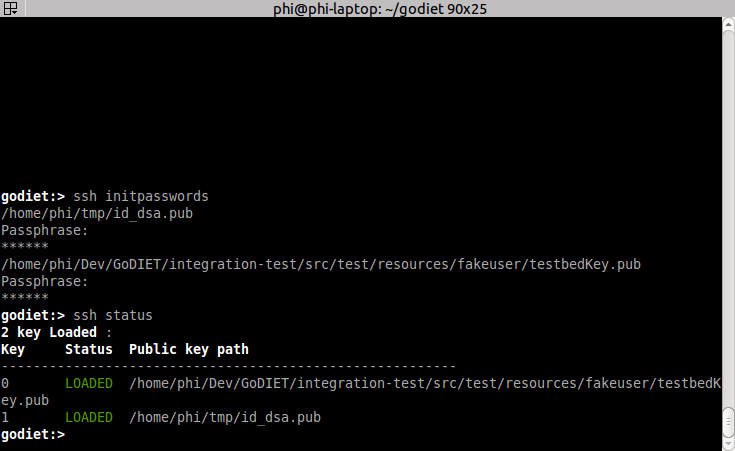 phi@phi-laptop: ~/godiet 90x25
godiet:> ssh initpasswords
/home/phi/tmp/id_dsa.pub
Passphrase:
******
/home/phi/Dev/GoDIET/integration-test/src/test/resources/fakeuser/testbedKey.pub
Passphrase:
******
godiet:> ssh status
2 key Loaded :
Key     Status  Public key path
---------------------------------------------------------
0       LOADED  /home/phi/Dev/GoDIET/integration-test/src/test/resources/fakeuser/testbedK
ey.pub
1       LOADED  /home/phi/tmp/id_dsa.pub
godiet:>